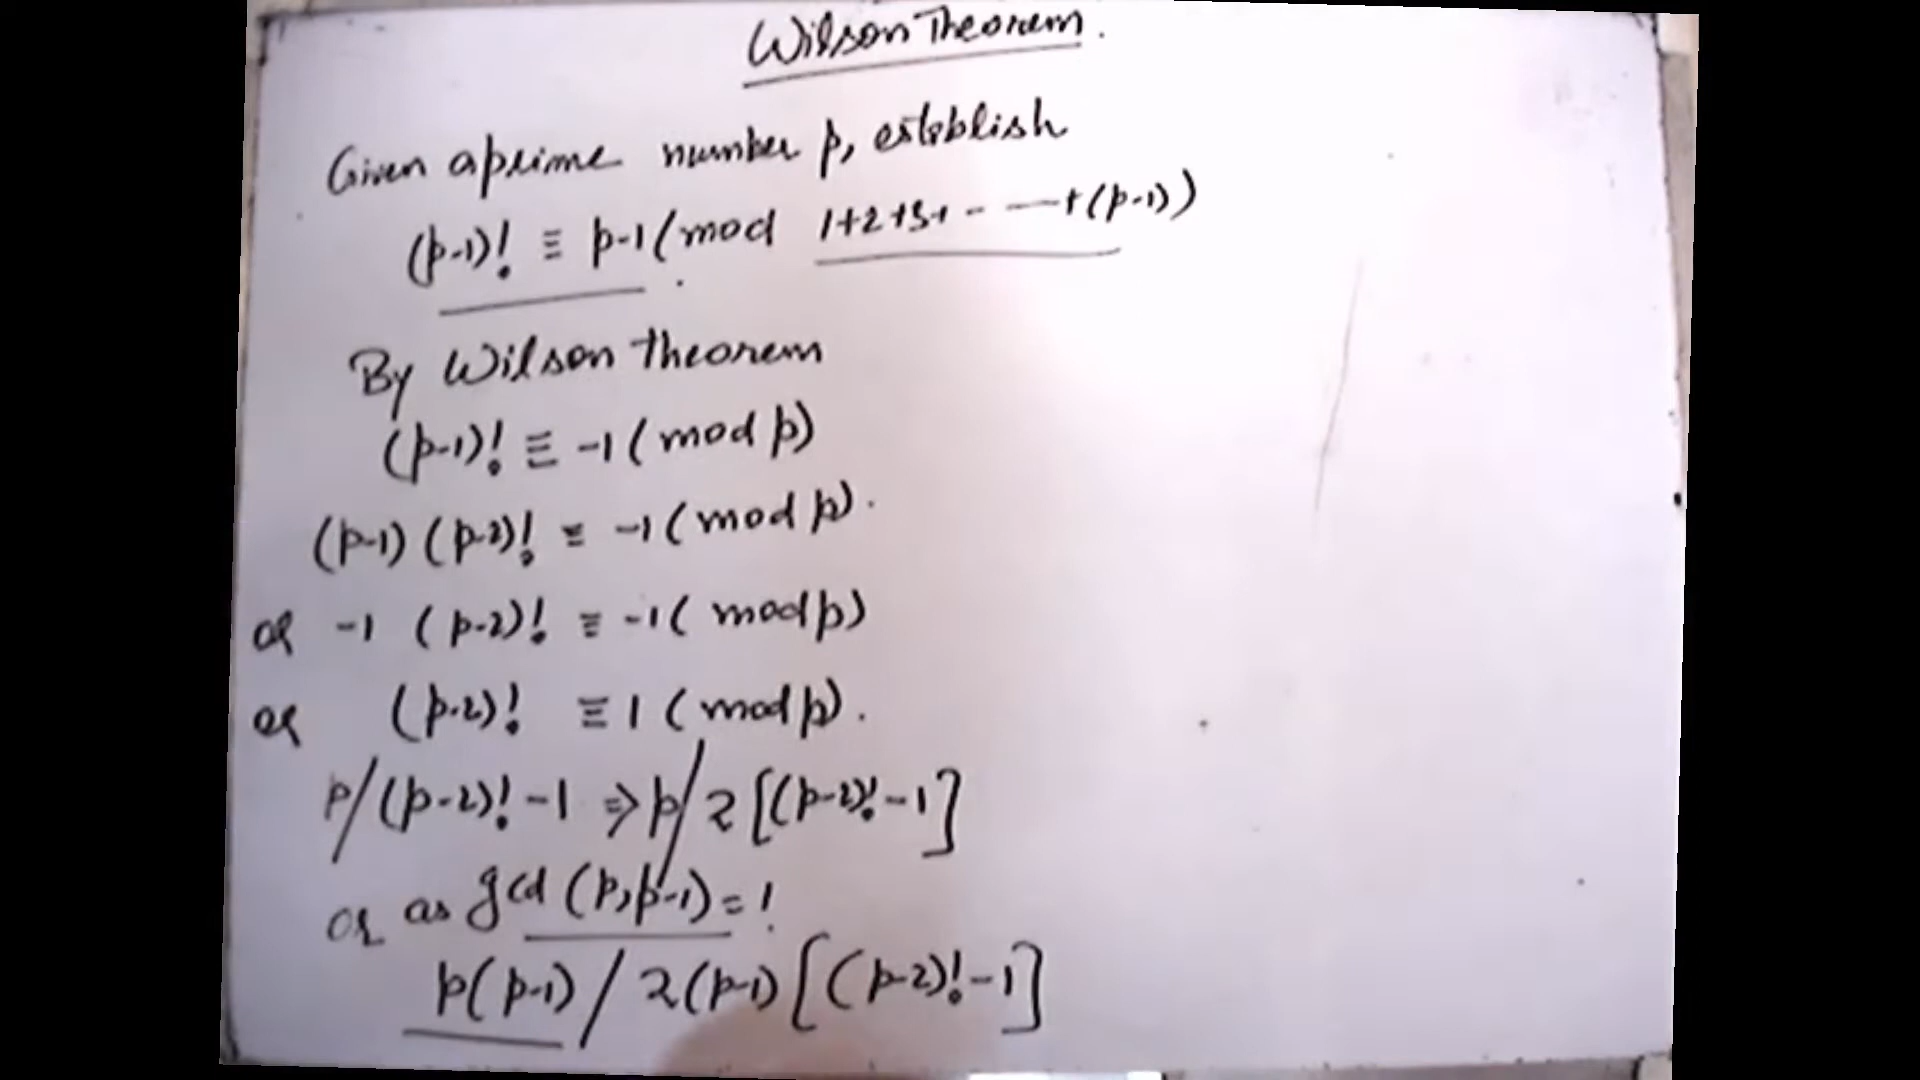 Wilson Theorem.
Given a prime number p, establish
(p-1)! ≡ p-1 (mod 1+2+3+ - — + (p-1))
By Wilson theorem
(p-1)! ≡ -1 (mod p)
(p-1) (p-2)! ≡ -1 (mod p).
or -1 (p-2)! ≡ -1 (mod p)
or (p-2)! ≡ 1 (mod p).
p/(p-2)! -1 ⇒ p/2[(p-2)! -1]
or as gcd (p, p-1) = 1
p(p-1) / 2(p-1) [(p-2)! -1]